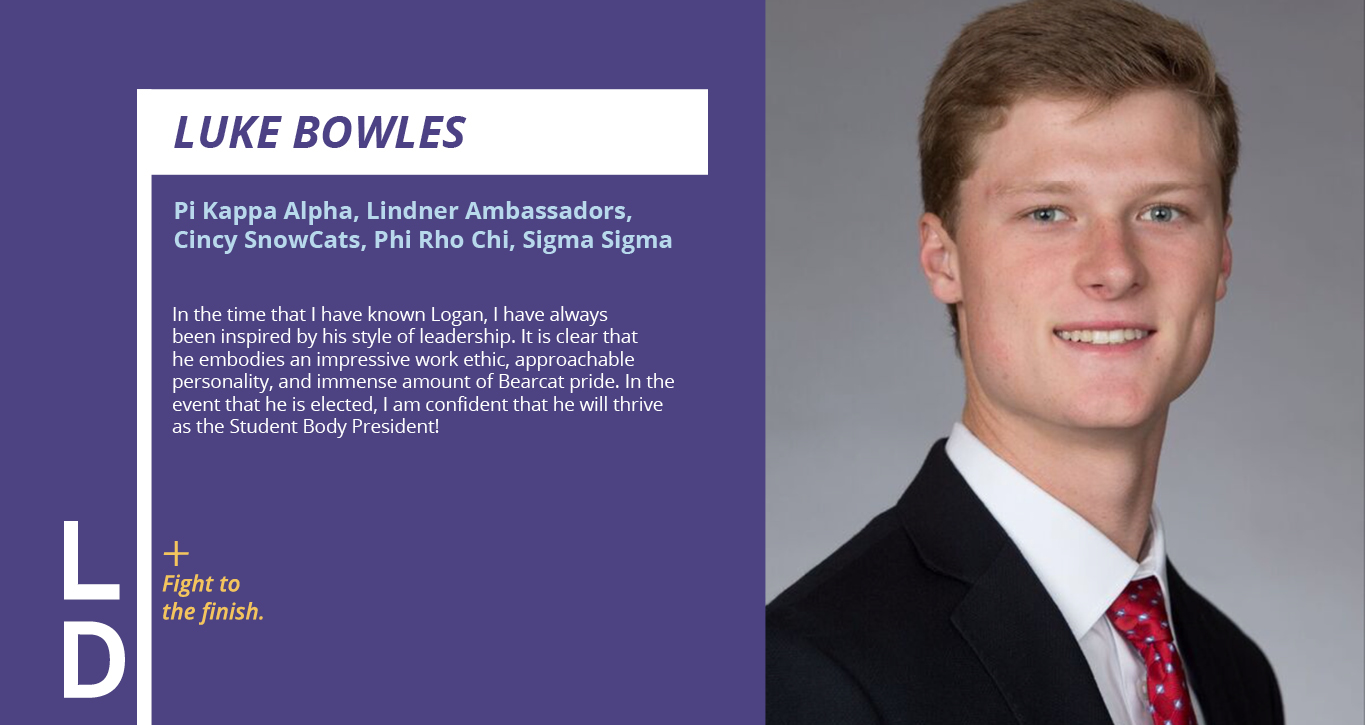 LUKE BOWLES
Pi Kappa Alpha, Lindner Ambassadors,
Cincy SnowCats, Phi Rho Chi, Sigma Sigma
In the time that I have known Logan, I have always
been inspired by his style of leadership. It is clear that
he embodies an impressive work ethic, approachable
personality, and immense amount of Bearcat pride. In the
event that he is elected, I am confident that he will thrive
as the Student Body President!
L
D
+
Fight to
the finish.